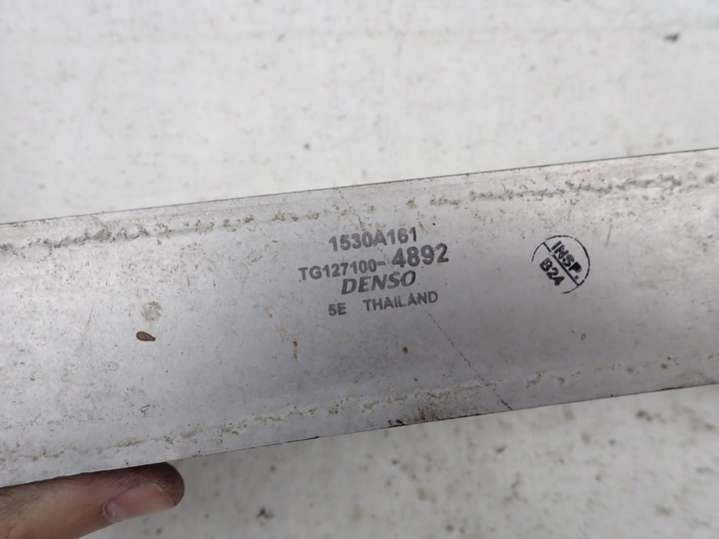 1530A161
TG127100-4892
DENSO
5E THAILAND
INSP.
B24